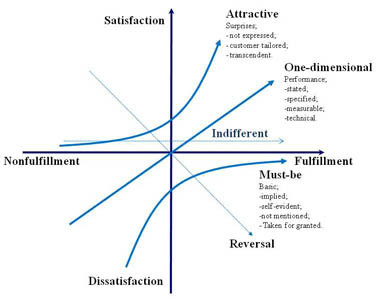 Satisfaction
Attractive
Surprises;
- not expressed;
- customer tailored;
- transcendent.
One-dimensional
Performance;
-stated;
-specified;
-measurable;
-technical.
Indifferent
Nonfulfillment
Fulfillment
Must-be
Basic;
-implied;
-self-evident;
-not mentioned;
- Taken for granted.
Reversal
Dissatisfaction